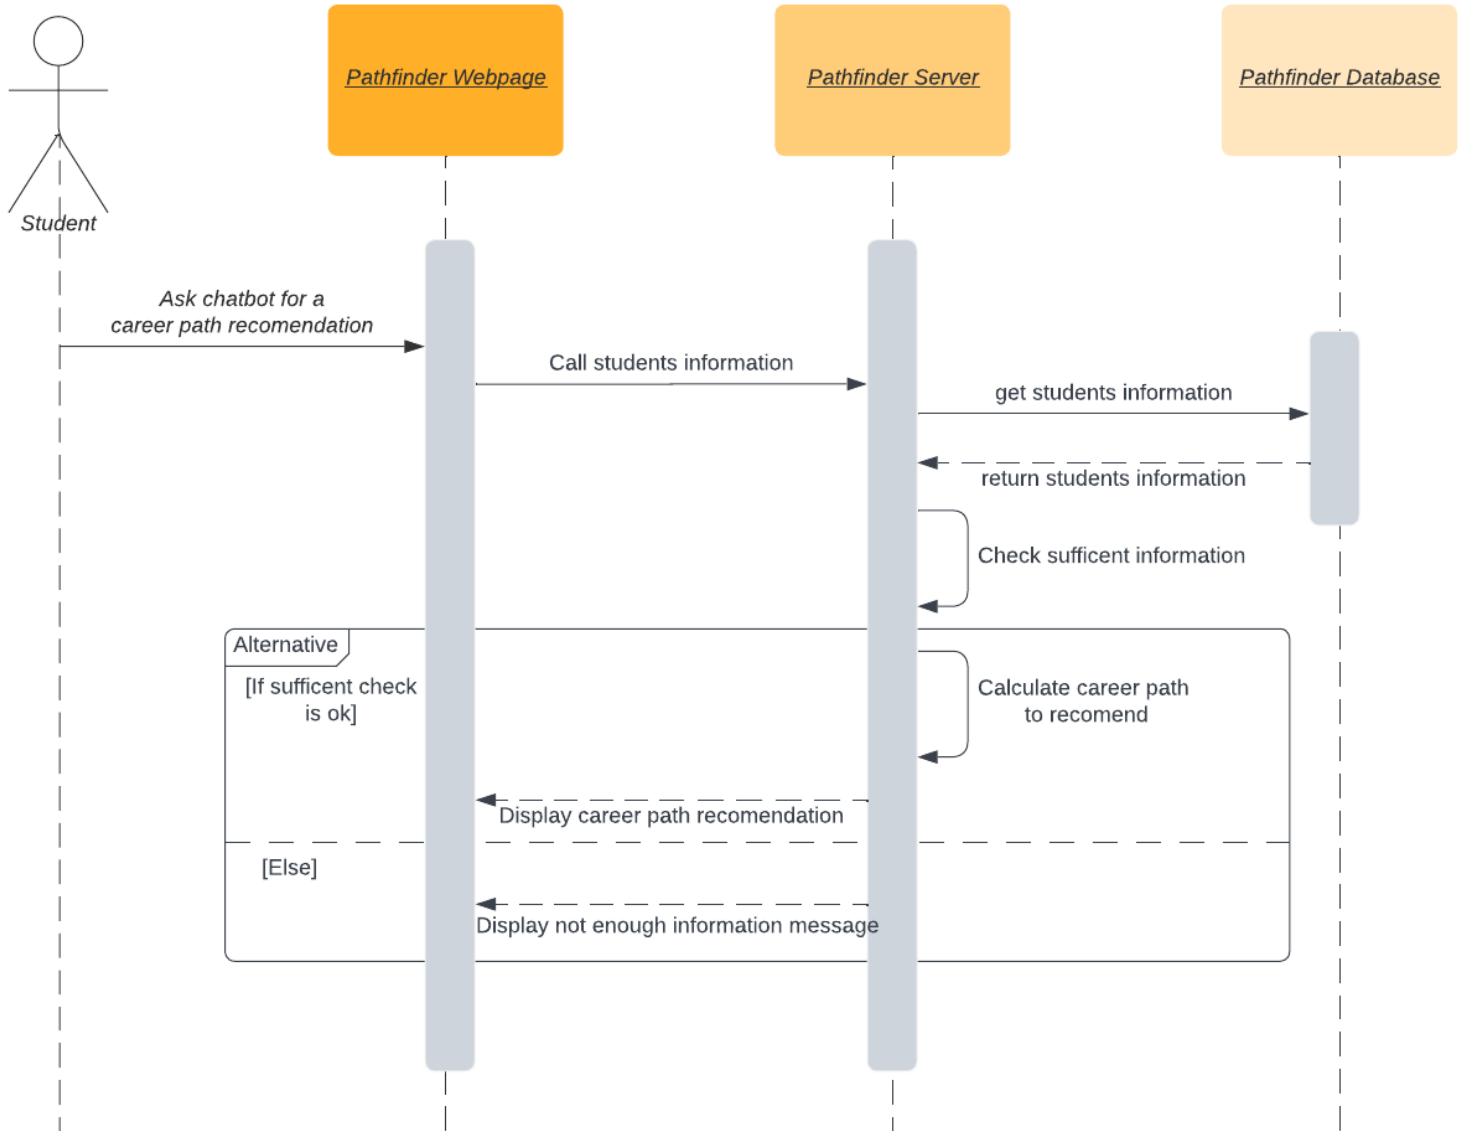 Pathfinder Webpage
Pathfinder Server
Pathfinder Database
Student
Ask chatbot for a
career path recomendation
Call students information
get students information
return students information
Check sufficent information
Alternative
[If sufficent check
is ok]
Calculate career path
to recomend
Display career path recomendation
[Else]
Display not enough information message